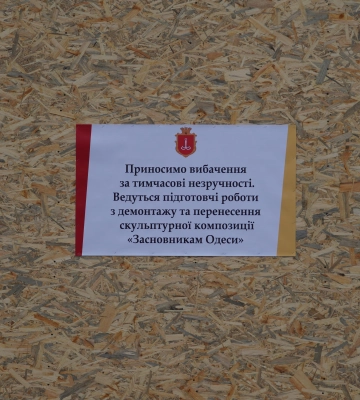 Приносимо вибачення
за тимчасові незручності.
Ведуться підготовчі роботи
з демонтажу та перенесення
скульптурної композиції
«Засновникам Одеси»